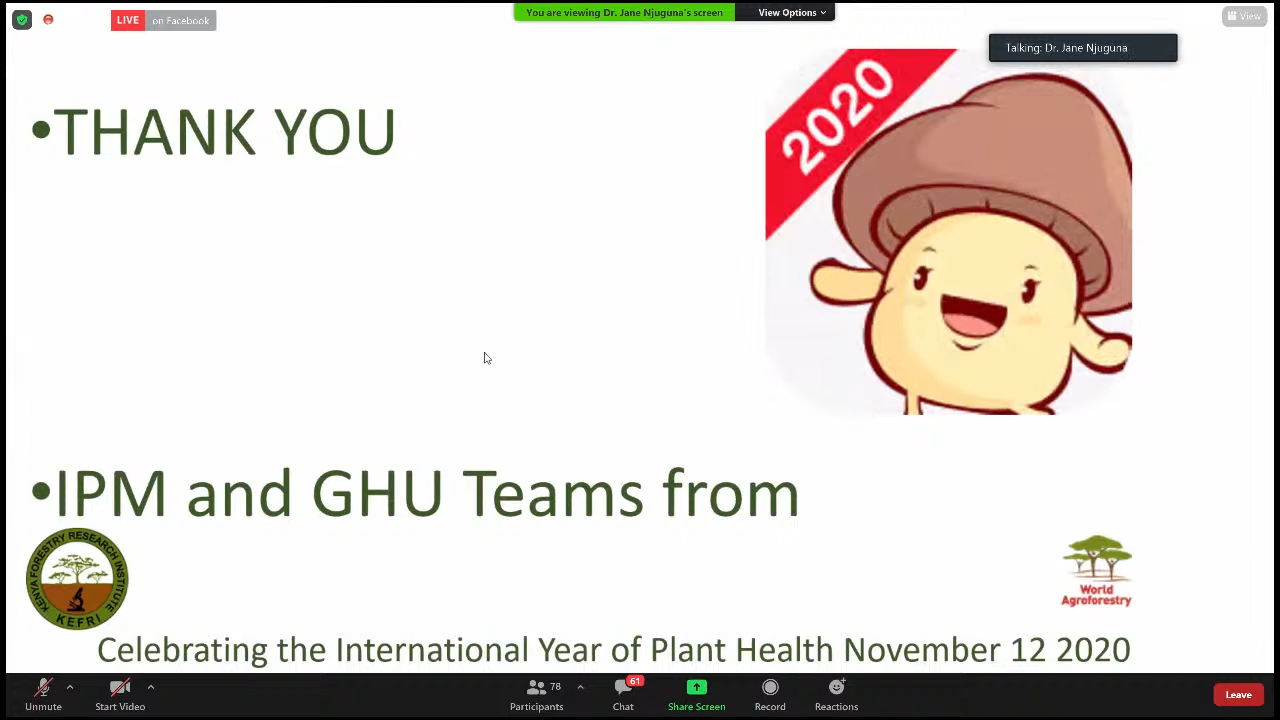 LIVE on Facebook
You are viewing Dr. Jane Njuguna's screen
View Options
View
Talking: Dr. Jane Njuguna
•THANK YOU
2020
•IPM and GHU Teams from
KENYA FORESTRY RESEARCH INSTITUTE
KEFRI
World
Agroforestry
Celebrating the International Year of Plant Health November 12 2020
Unmute
Start Video
78
Participants
61
Chat
Share Screen
Record
Reactions
Leave